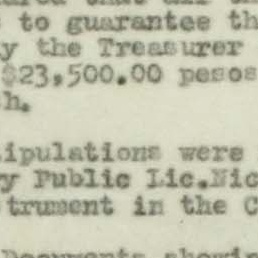 to guarantee th
y the Treasurer
$23,500.00 pesos
h.
ipulations were
y Public Lic.Nic
trument in the C